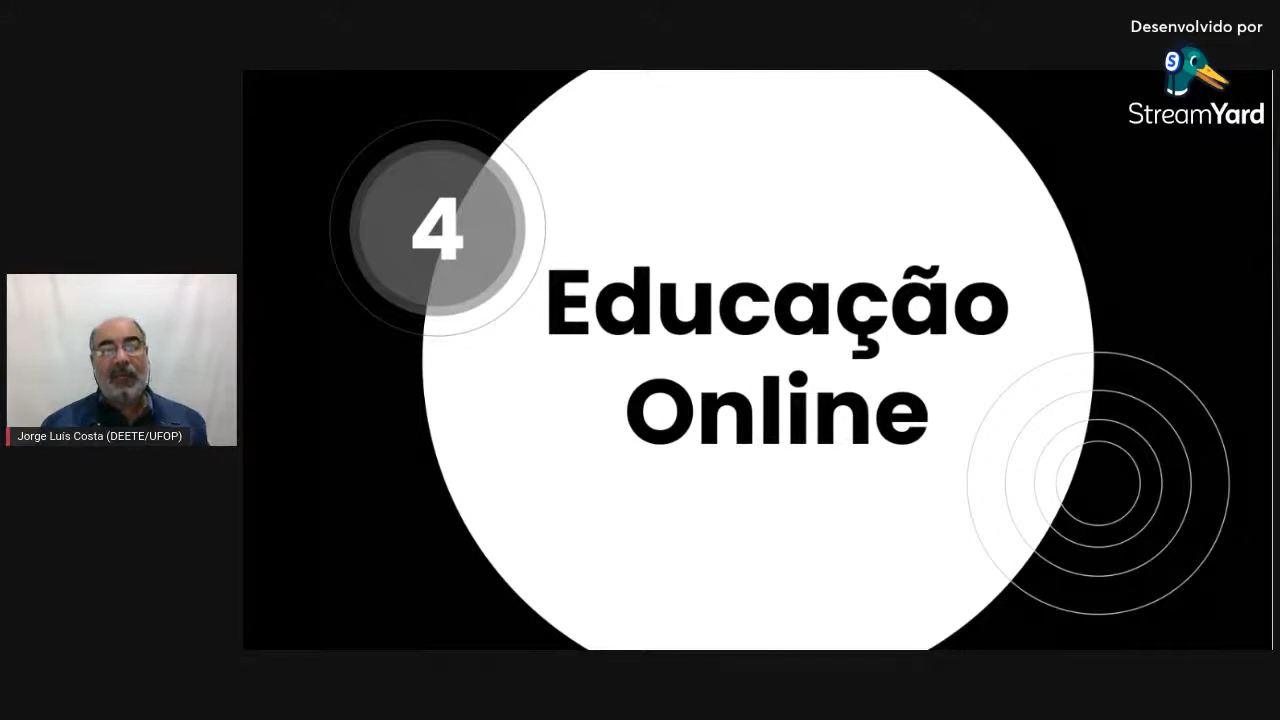 Desenvolvido por
S
StreamYard
4
Educação
Online
Jorge Luís Costa (DEETE/UFOP)